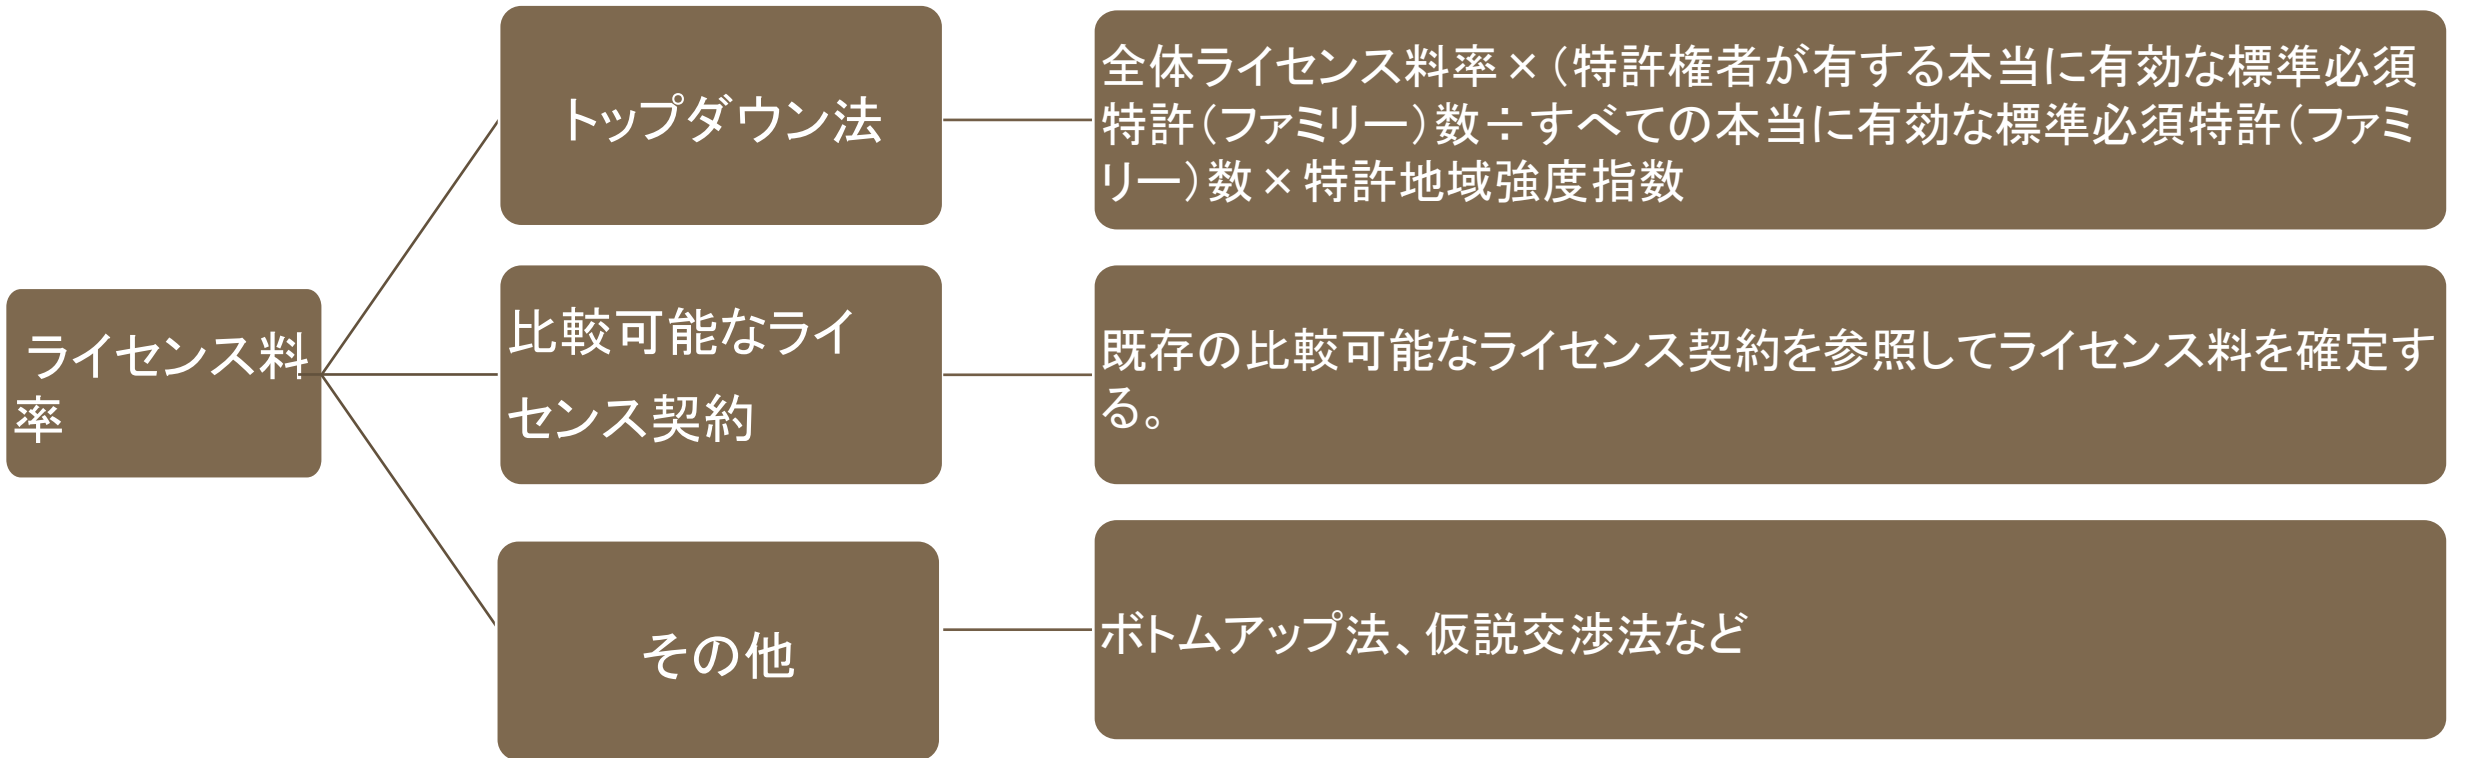 ライセンス料
率
トップダウン法
全体ライセンス料率×（特許権者が有する本当に有効な標準必須
特許（ファミリー）数÷すべての本当に有効な標準必須特許（ファミ
リー）数×特許地域強度指数
比較可能なライ
センス契約
既存の比較可能なライセンス契約を参照してライセンス料を確定す
る。
その他
ボトムアップ法、仮説交渉法など